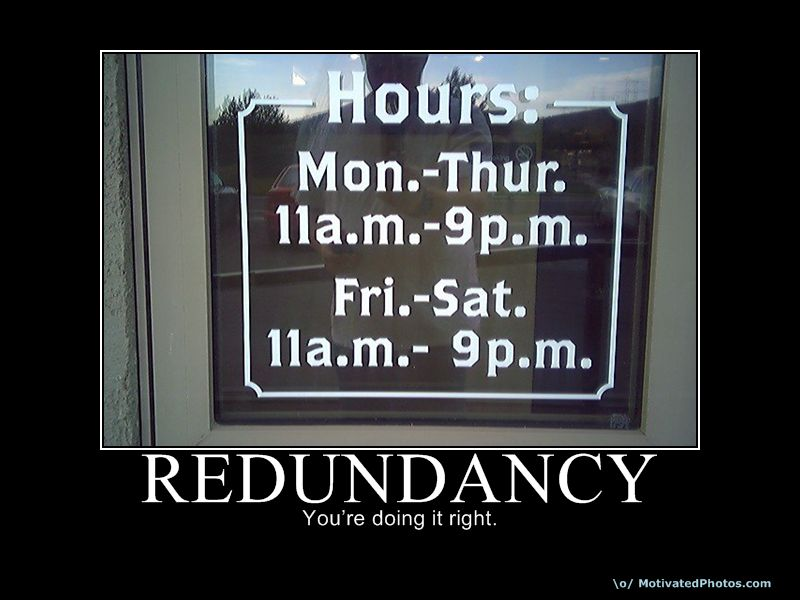 Hours:
Mon.-Thur.
11a.m.-9p.m.
Fri.-Sat.
11a.m.- 9p.m.
REDUNDANCY
You're doing it right.
\o/ MotivatedPhotos.com